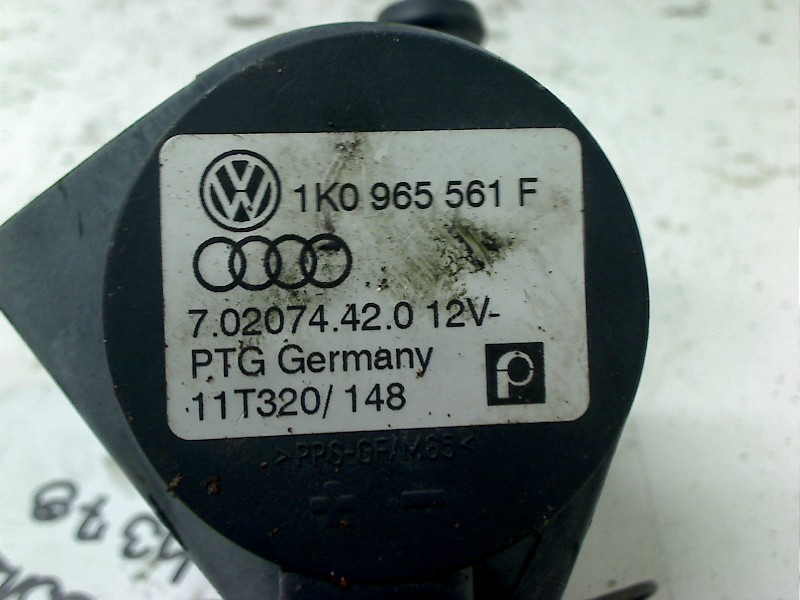 1K0 965 561 F
7.02074.42.0 12V-
PTG Germany
11T320/ 148
>PPS-GF/M65<
+ -